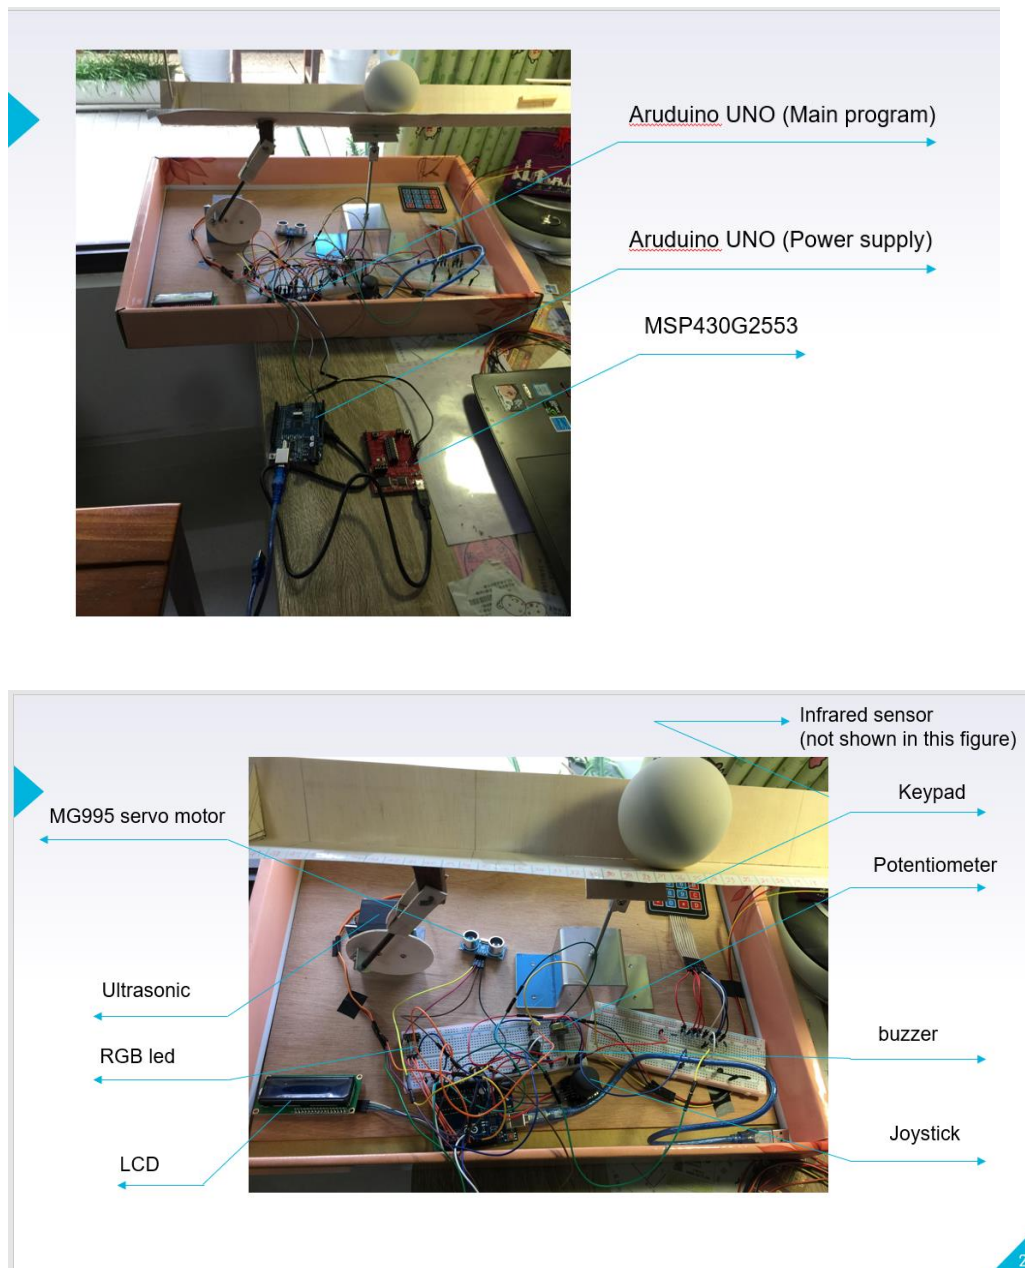 Aruduino UNO (Main program)
Aruduino UNO (Power supply)
MSP430G2553
Infrared sensor
(not shown in this figure)
Keypad
MG995 servo motor
Potentiometer
Ultrasonic
buzzer
RGB led
Joystick
LCD
2